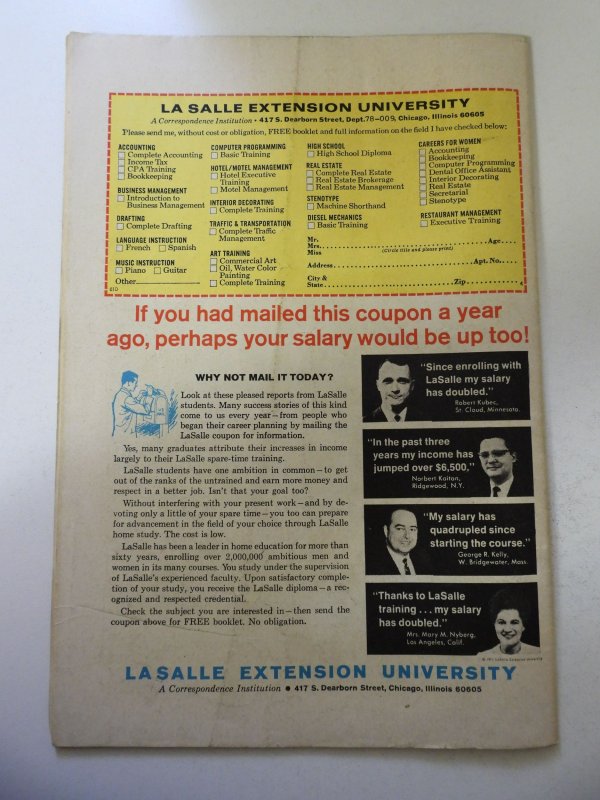 LA SALLE EXTENSION UNIVERSITY
A Correspondence Institution • 417 S. Dearborn Street, Dept. 78-009, Chicago, Illinois 60605
Please send me, without cost or obligation, FREE booklet and full information on the field I have checked below:
ACCOUNTING
Complete Accounting
Income Tax
CPA Training
Bookkeeping
BUSINESS MANAGEMENT
Introduction to
Business Management
DRAFTING
Complete Drafting
LANGUAGE INSTRUCTION
French Spanish
MUSIC INSTRUCTION
Piano Guitar
Other
COMPUTER PROGRAMMING
Basic Training
HOTEL/MOTEL MANAGEMENT
Hotel Executive
Training
Motel Management
INTERIOR DECORATING
Complete Training
TRAFFIC & TRANSPORTATION
Complete Traffic
Management
ART TRAINING
Commercial Art
Oil, Water Color
Painting
Complete Training
HIGH SCHOOL
High School Diploma
REAL ESTATE
Complete Real Estate
Real Estate Brokerage
Real Estate Management
STENOTYPE
Machine Shorthand
DIESEL MECHANICS
Basic Training
CAREERS FOR WOMEN
Accounting
Bookkeeping
Computer Programming
Dental Office Assistant
Interior Decorating
Real Estate
Secretarial
Stenotype
RESTAURANT MANAGEMENT
Executive Training
Mr.
Mrs. Age
Miss (Circle title and please print)
Address Apt. No.
City &
State Zip
If you had mailed this coupon a year
ago, perhaps your salary would be up too!
WHY NOT MAIL IT TODAY?
Look at these pleased reports from LaSalle
students. Many success stories of this kind
come to us every year—from people who
began their career planning by mailing the
LaSalle coupon for information.
Yes, many graduates attribute their increases in income
largely to their LaSalle spare-time training.
LaSalle students have one ambition in common—to get
out of the ranks of the untrained and earn more money and
respect in a better job. Isn't that your goal too?
Without interfering with your present work—and by de-
voting only a little of your spare time—you too can prepare
for advancement in the field of your choice through LaSalle
home study. The cost is low.
LaSalle has been a leader in home education for more than
sixty years, enrolling over 2,000,000 ambitious men and
women in its many courses. You study under the supervision
of LaSalle's experienced faculty. Upon satisfactory comple-
tion of your study, you receive the LaSalle diploma—a rec-
ognized and respected credential.
Check the subject you are interested in—then send the
coupon above for FREE booklet. No obligation.
"Since enrolling with
LaSalle my salary
has doubled."
Robert Kubec,
St. Cloud, Minnesota.
"In the past three
years my income has
jumped over $6,500."
Norbert Kaitan,
Ridgewood, N.Y.
"My salary has
quadrupled since
starting the course."
George R. Kelly,
W. Bridgewater, Mass.
"Thanks to LaSalle
training . . . my salary
has doubled."
Mrs. Mary M. Nyberg,
Los Angeles, Calif.
LASALLE EXTENSION UNIVERSITY
A Correspondence Institution • 417 S. Dearborn Street, Chicago, Illinois 60605